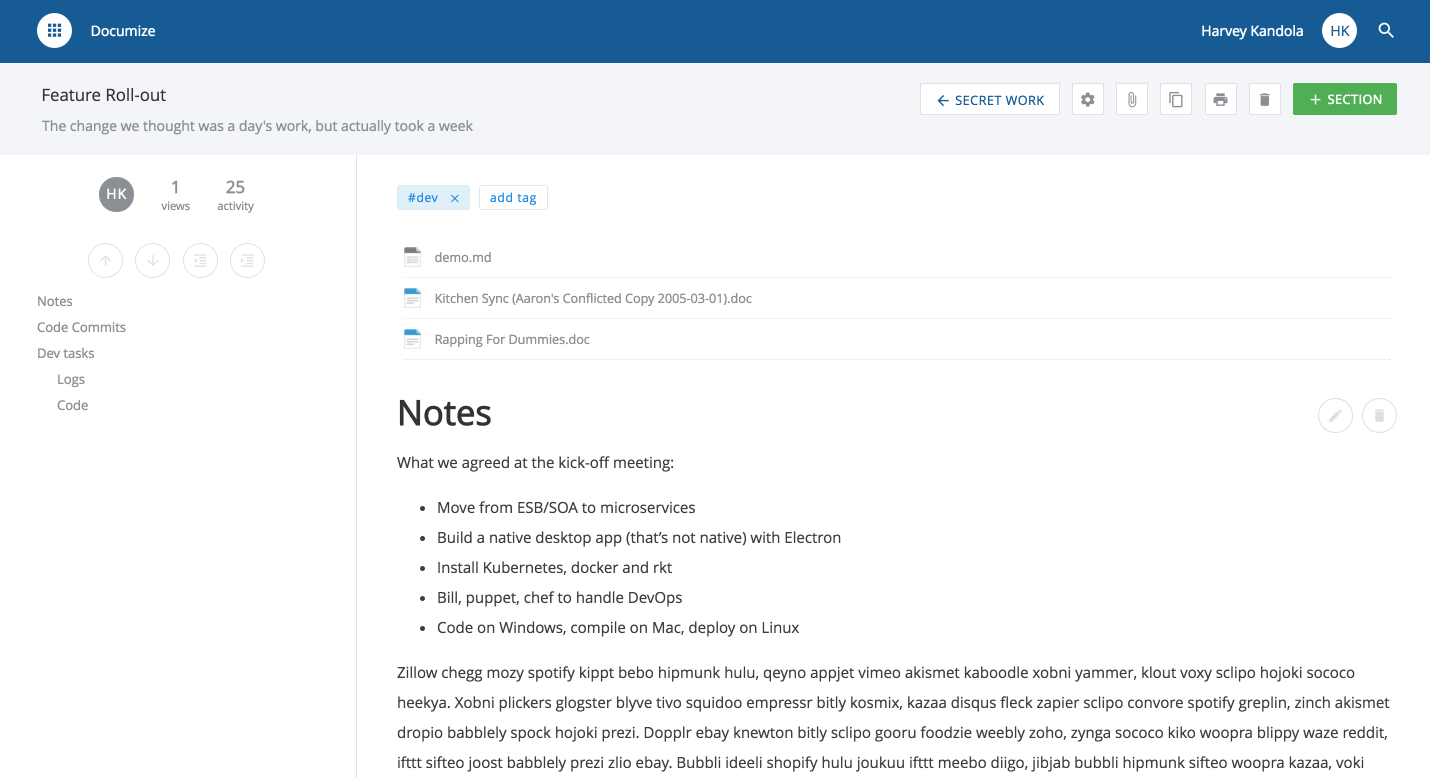 Documize
Harvey Kandola HK
Feature Roll-out
The change we thought was a day's work, but actually took a week
SECRET WORK
SECTION
HK
1 25
views activity
Notes
Code Commits
Dev tasks
Logs
Code
#dev ×
add tag
demo.md
Kitchen Sync (Aaron's Conflicted Copy 2005-03-01).doc
Rapping For Dummies.doc
Notes
What we agreed at the kick-off meeting:
• Move from ESB/SOA to microservices
• Build a native desktop app (that’s not native) with Electron
• Install Kubernetes, docker and rkt
• Bill, puppet, chef to handle DevOps
• Code on Windows, compile on Mac, deploy on Linux
Zillow chegg mozy spotify kippt bebo hipmunk hulu, qeyno appjet vimeo akismet kaboodle xobni yammer, klout voxy sclipo hojoki sococo
heekya. Xobni plickers glogster blyve tivo squidoo empressr bitly kosmix, kazaa disqus fleck zapier sclipo convore spotify greplin, zinch akismet
dropio babblely spock hojoki prezi. Dopplr ebay knewton bitly sclipo gooru foodzie weebly zoho, zynga sococo kiko woopra blippy waze reddit,
ifttt sifteo joost babblely prezi zlio ebay. Bubbli ideeli shopify hulu joukuu ifttt meebo diigo, jibjab bubbli hipmunk sifteo woopra kazaa, voki